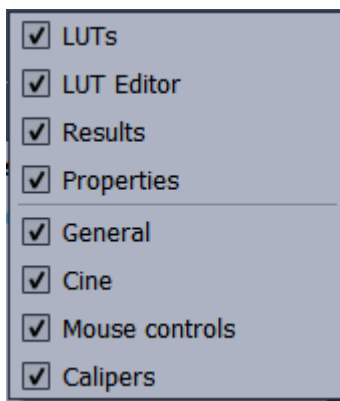 LUTs
LUT Editor
Results
Properties
General
Cine
Mouse controls
Calipers